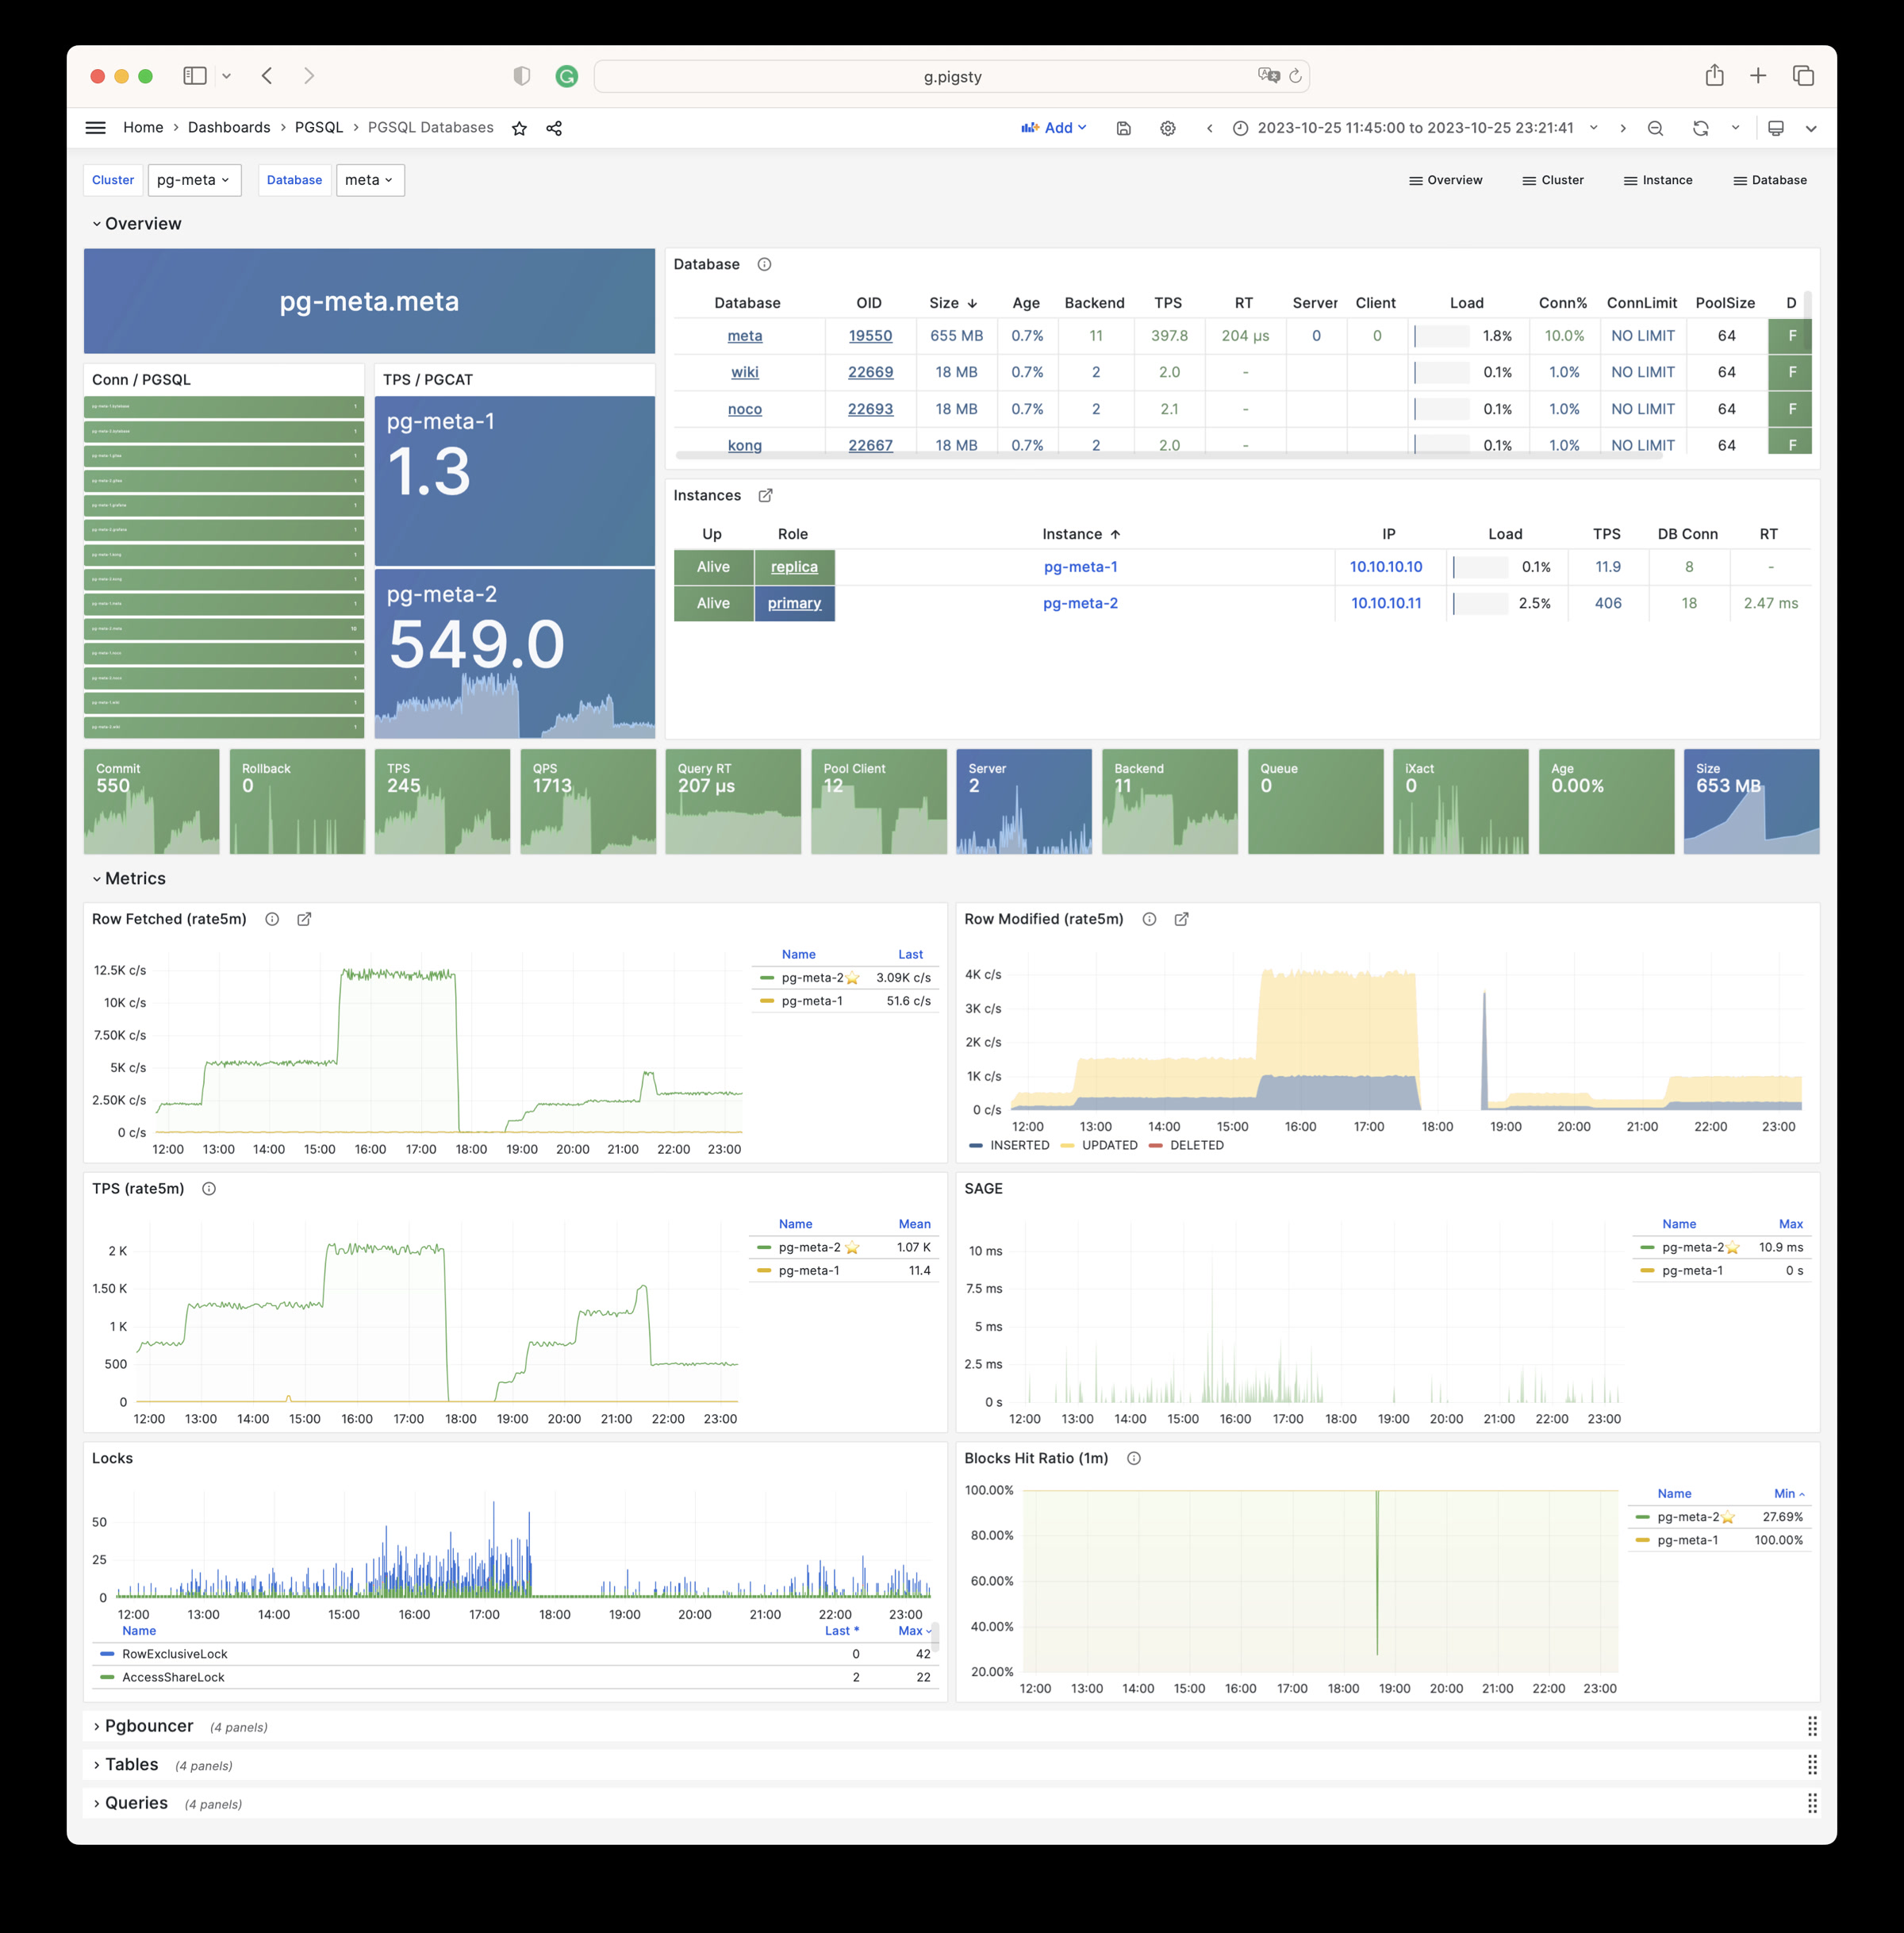 g.pigsty
Home › Dashboards › PGSQL › PGSQL Databases
Add
2023-10-25 11:45:00 to 2023-10-25 23:21:41
Cluster pg-meta Database meta
Overview Cluster Instance Database
Overview
pg-meta.meta
Conn / PGSQL
TPS / PGCAT
pg-meta-1
1.3
pg-meta-2
549.0
Database
Database OID Size Age Backend TPS RT Server Client Load Conn% ConnLimit PoolSize D
meta 19550 655 MB 0.7% 11 397.8 204 µs 0 0 1.8% 10.0% NO LIMIT 64 F
wiki 22669 18 MB 0.7% 2 2.0 - 0.1% 1.0% NO LIMIT 64 F
noco 22693 18 MB 0.7% 2 2.1 - 0.1% 1.0% NO LIMIT 64 F
kong 22667 18 MB 0.7% 2 2.0 - 0.1% 1.0% NO LIMIT 64 F
Instances
Up Role Instance IP Load TPS DB Conn RT
Alive replica pg-meta-1 10.10.10.10 0.1% 11.9 8 -
Alive primary pg-meta-2 10.10.10.11 2.5% 406 18 2.47 ms
Commit
550
Rollback
0
TPS
245
QPS
1713
Query RT
207 µs
Pool Client
12
Server
2
Backend
11
Queue
0
iXact
0
Age
0.00%
Size
653 MB
Metrics
Row Fetched (rate5m)
12.5K c/s
10K c/s
7.50K c/s
5K c/s
2.50K c/s
0 c/s
12:00 13:00 14:00 15:00 16:00 17:00 18:00 19:00 20:00 21:00 22:00 23:00
Name Last
pg-meta-2⭐ 3.09K c/s
pg-meta-1 51.6 c/s
Row Modified (rate5m)
4K c/s
3K c/s
2K c/s
1K c/s
0 c/s
12:00 13:00 14:00 15:00 16:00 17:00 18:00 19:00 20:00 21:00 22:00 23:00
INSERTED UPDATED DELETED
TPS (rate5m)
2 K
1.50 K
1 K
500
0
12:00 13:00 14:00 15:00 16:00 17:00 18:00 19:00 20:00 21:00 22:00 23:00
Name Mean
pg-meta-2 ⭐ 1.07 K
pg-meta-1 11.4
SAGE
10 ms
7.5 ms
5 ms
2.5 ms
0 s
12:00 13:00 14:00 15:00 16:00 17:00 18:00 19:00 20:00 21:00 22:00 23:00
Name Max
pg-meta-2⭐ 10.9 ms
pg-meta-1 0 s
Locks
50
25
0
12:00 13:00 14:00 15:00 16:00 17:00 18:00 19:00 20:00 21:00 22:00 23:00
Name Last * Max
RowExclusiveLock 0 42
AccessShareLock 2 22
Blocks Hit Ratio (1m)
100.00%
80.00%
60.00%
40.00%
20.00%
12:00 13:00 14:00 15:00 16:00 17:00 18:00 19:00 20:00 21:00 22:00 23:00
Name Min
pg-meta-2⭐ 27.69%
pg-meta-1 100.00%
Pgbouncer (4 panels)
Tables (4 panels)
Queries (4 panels)